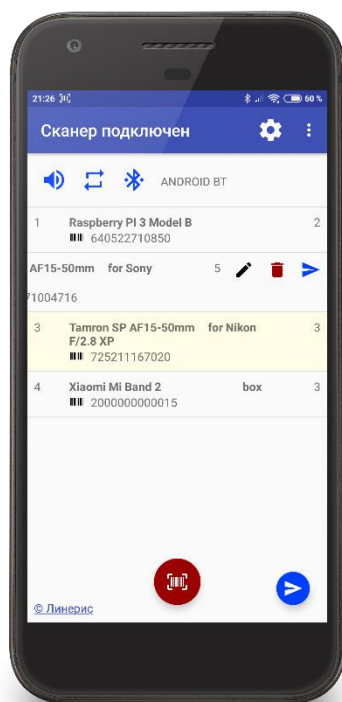 21:26
60 %
Сканер подключен
ANDROID BT
1 Raspberry PI 3 Model B 2
640522710850
AF15-50mm for Sony 5
71004716
3 Tamron SP AF15-50mm for Nikon 3
F/2.8 XP
725211167020
4 Xiaomi Mi Band 2 box 3
2000000000015
© Линерис